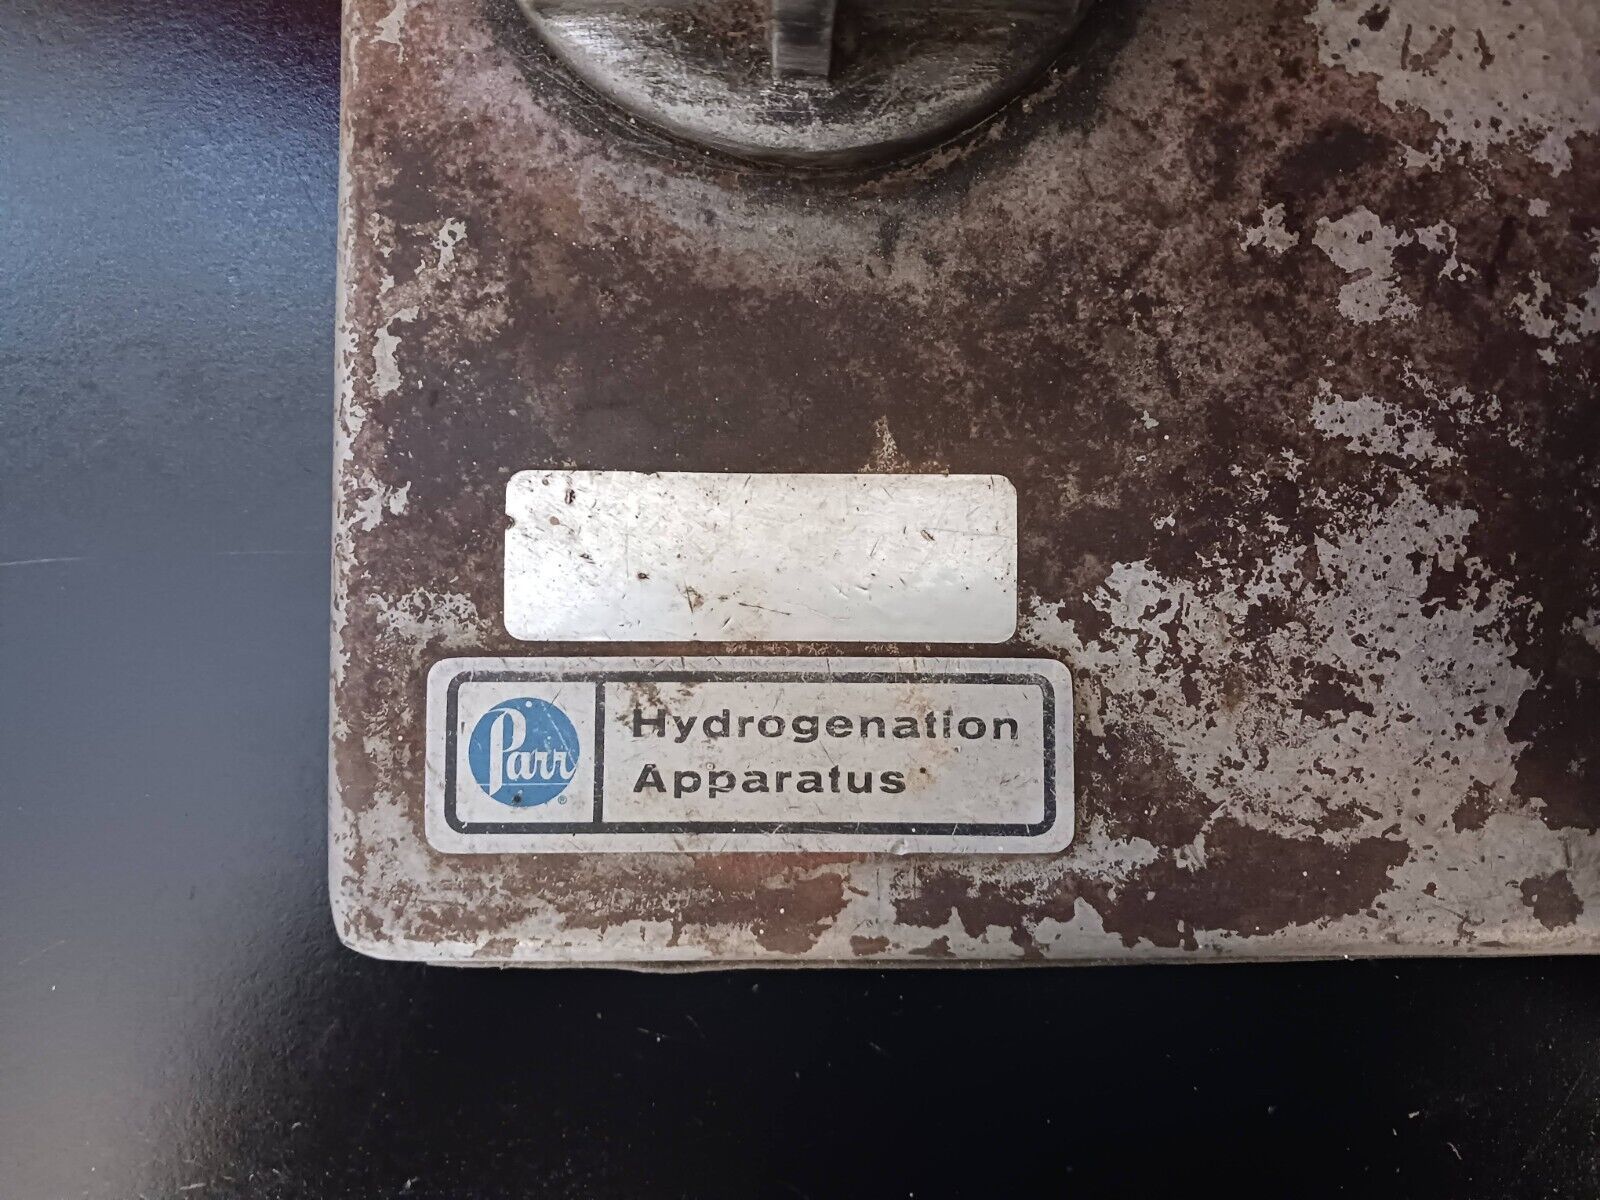 Parr
®
Hydrogenation
Apparatus